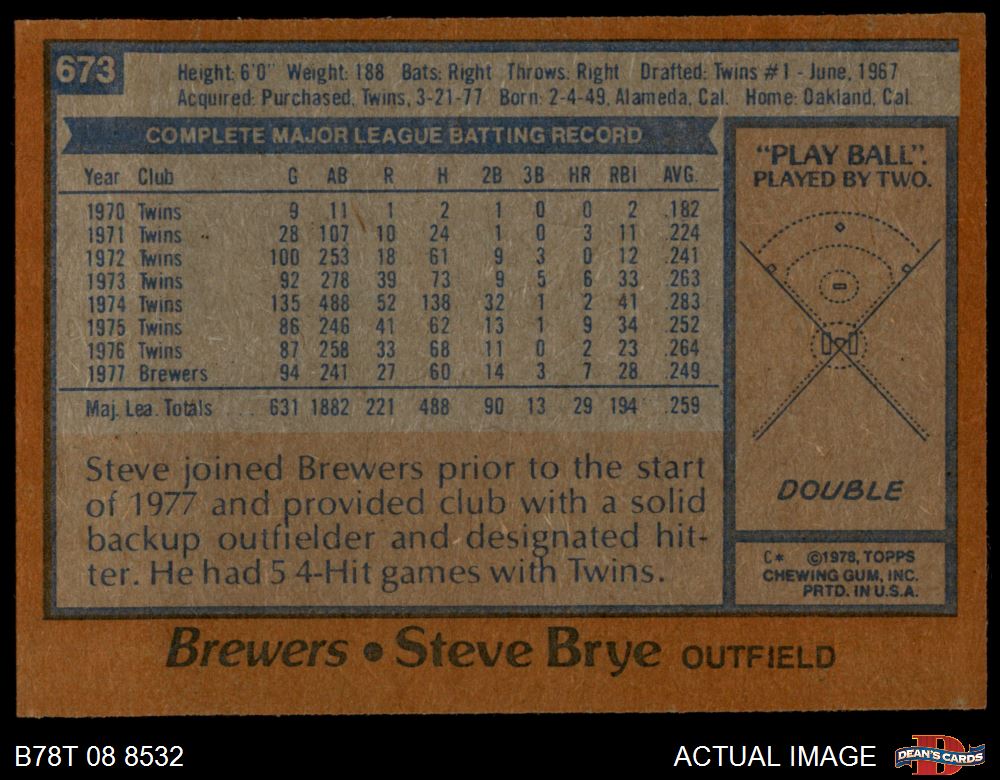 673
Height: 6'0" Weight: 188 Bats: Right Throws: Right Drafted: Twins #1 - June, 1967
Acquired: Purchased, Twins, 3-21-77 Born: 2-4-49, Alameda, Cal. Home: Oakland, Cal.
COMPLETE MAJOR LEAGUE BATTING RECORD
Year Club G AB R H 2B 3B HR RBI AVG.
1970 Twins 9 11 1 2 1 0 0 2 .182
1971 Twins 28 107 10 24 1 0 3 11 .224
1972 Twins 100 253 18 61 9 3 0 12 .241
1973 Twins 92 278 39 73 9 5 6 33 .263
1974 Twins 135 488 52 138 32 1 2 41 .283
1975 Twins 86 246 41 62 13 1 9 34 .252
1976 Twins 87 258 33 68 11 0 2 23 .264
1977 Brewers 94 241 27 60 14 3 7 28 .249
Maj. Lea. Totals ... 631 1882 221 488 90 13 29 194 .259
Steve joined Brewers prior to the start
of 1977 and provided club with a solid
backup outfielder and designated hit-
ter. He had 5 4-Hit games with Twins.
"PLAY BALL".
PLAYED BY TWO.
DOUBLE
C* ©1978, TOPPS
CHEWING GUM, INC.
PRTD. IN U.S.A.
Brewers • Steve Brye OUTFIELD
B78T 08 8532
ACTUAL IMAGE
D
DEAN'S CARDS